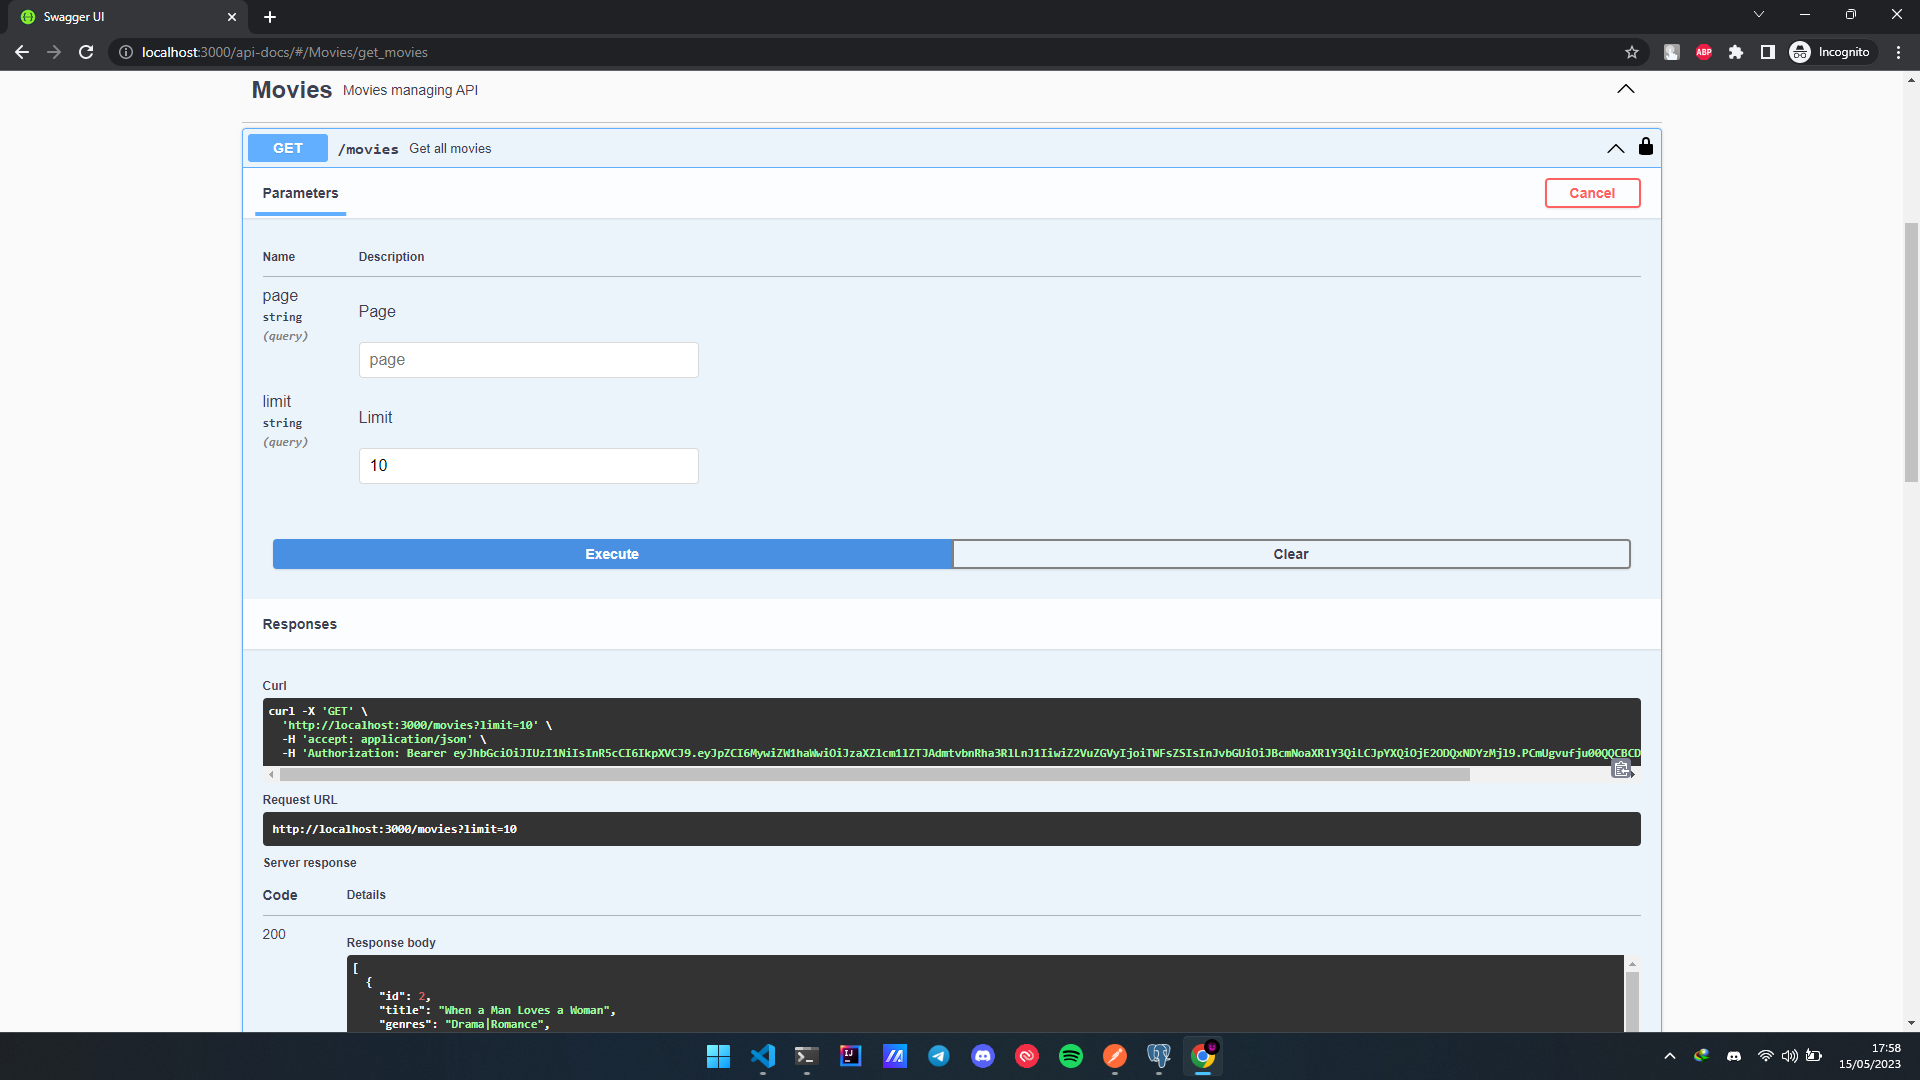 Swagger UI
localhost:3000/api-docs/#/Movies/get_movies
ABP
Incognito
Movies Movies managing API
GET /movies Get all movies
Parameters
Cancel
Name Description
page
string
(query)
Page
page
limit
string
(query)
Limit
10
Execute
Clear
Responses
Curl
curl -X 'GET' \
'http://localhost:3000/movies?limit=10' \
-H 'accept: application/json' \
-H 'Authorization: Bearer
Request URL
http://localhost:3000/movies?limit=10
Server response
Code Details
200
Response body
[
{
"id": 2,
"title": "When a Man Loves a Woman",
"genres": "Drama|Romance",
17:58
15/05/2023